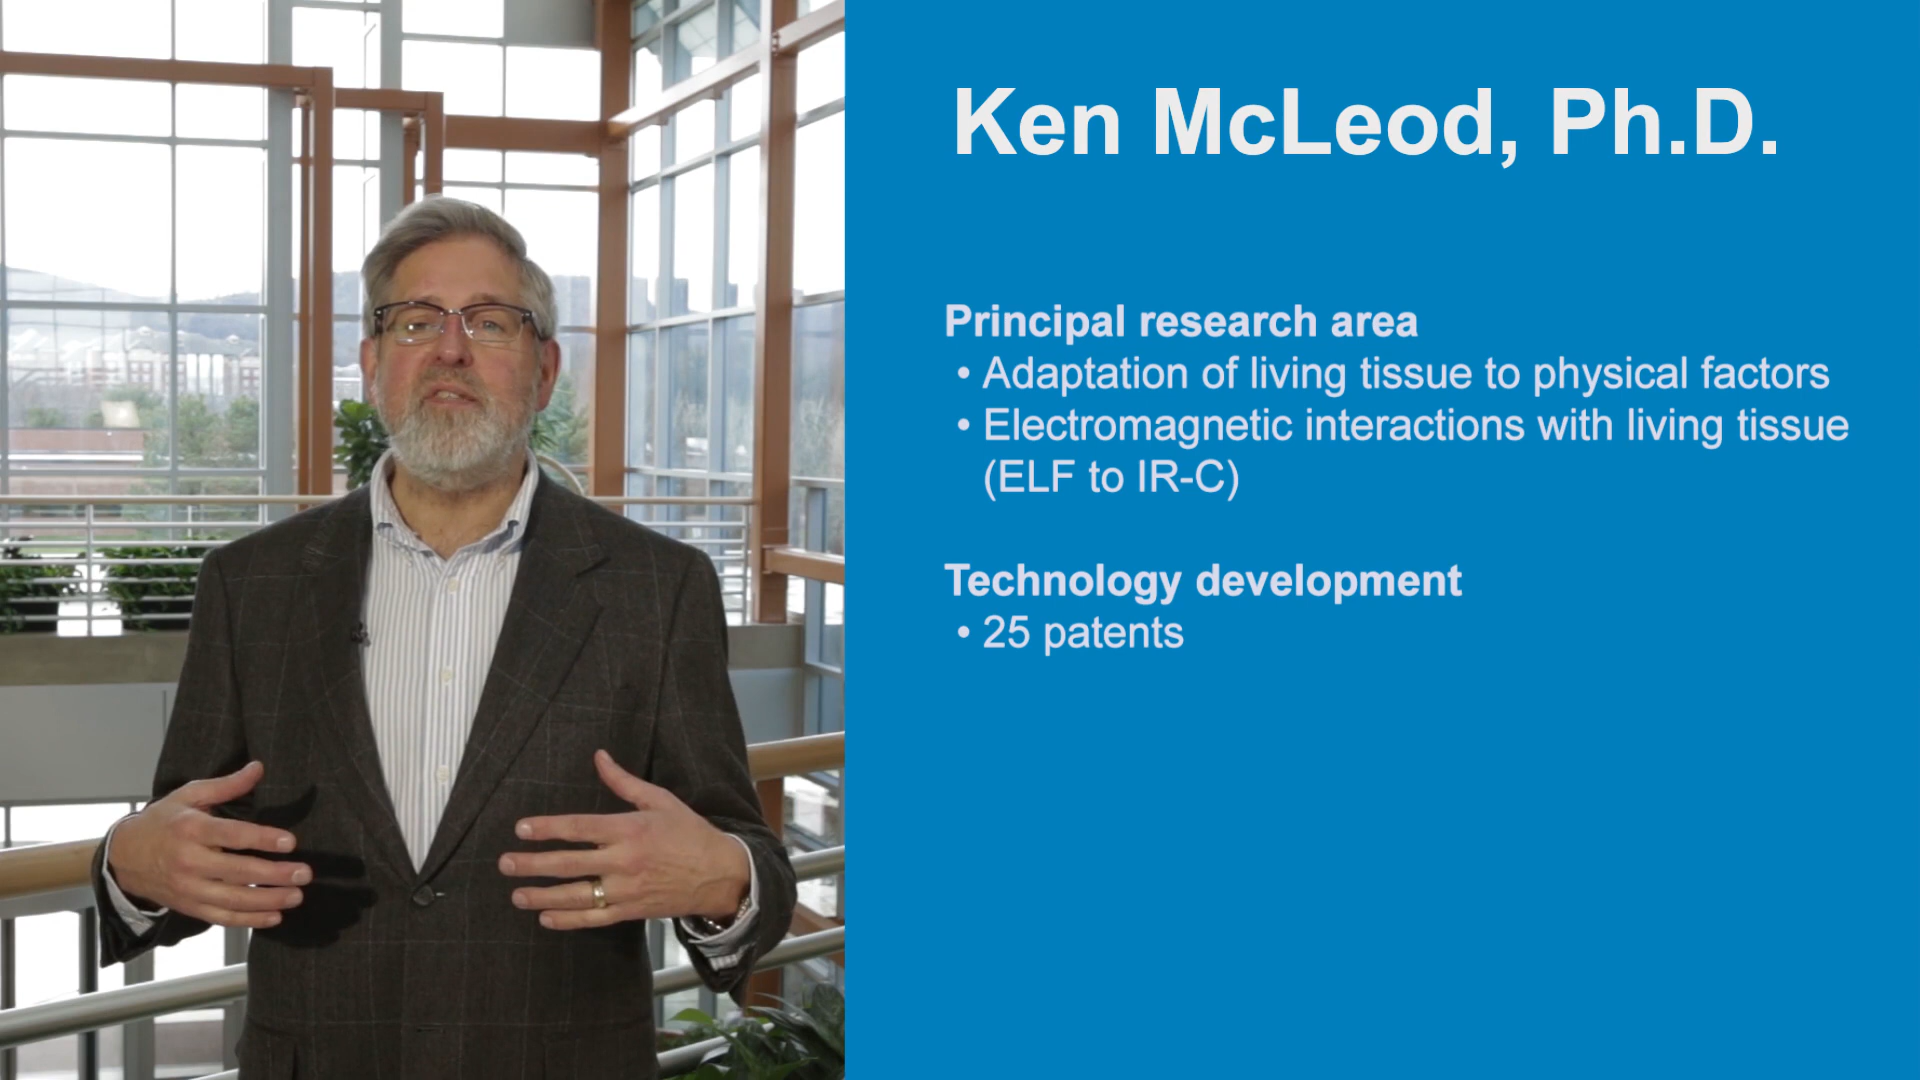 Ken McLeod, Ph.D.
Principal research area
• Adaptation of living tissue to physical factors
• Electromagnetic interactions with living tissue
(ELF to IR-C)
Technology development
• 25 patents